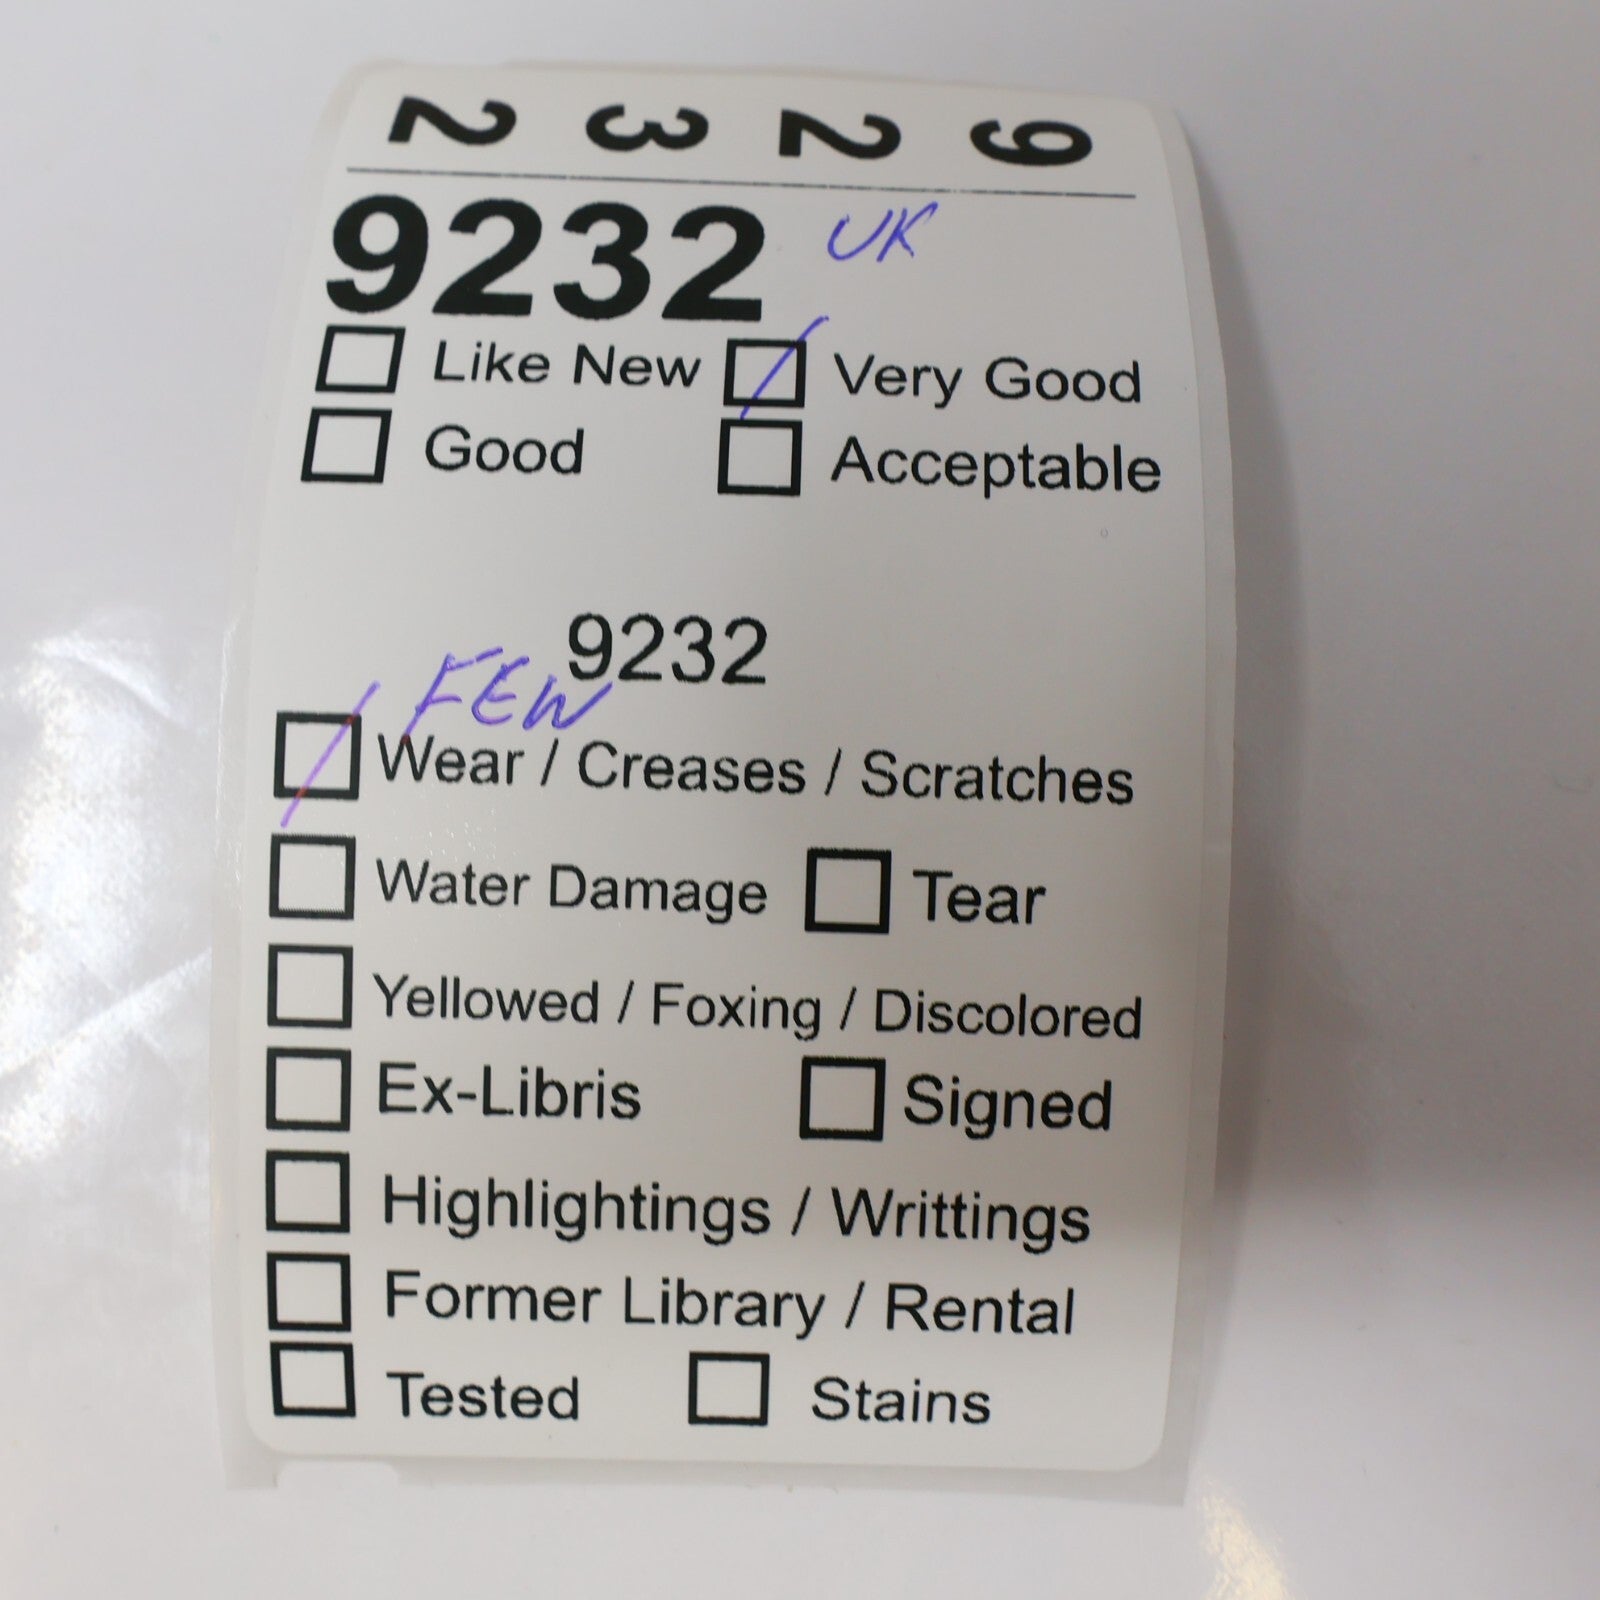 9 2 3 2
9232 UK
Like New Very Good
Good Acceptable
9232
FEW
Wear / Creases / Scratches
Water Damage Tear
Yellowed / Foxing / Discolored
Ex-Libris Signed
Highlightings / Writtings
Former Library / Rental
Tested Stains